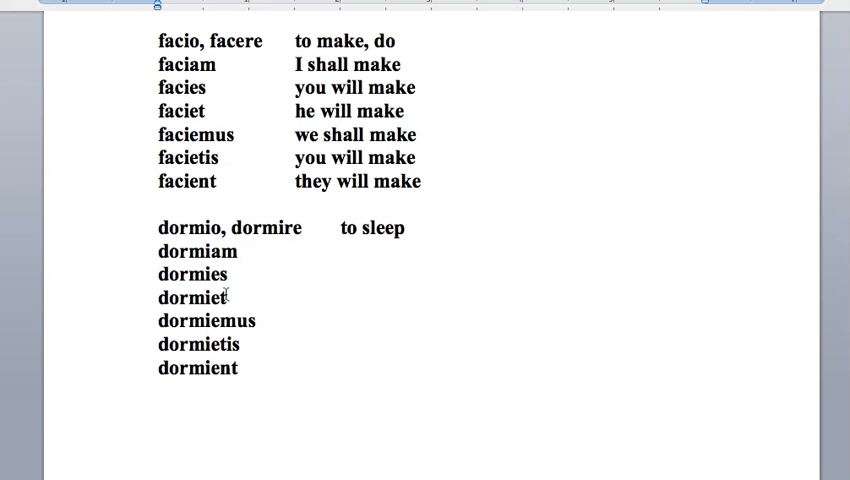 facio, facere to make, do
faciam I shall make
facies you will make
faciet he will make
faciemus we shall make
facietis you will make
facient they will make
dormio, dormire to sleep
dormiam
dormies
dormiet
dormiemus
dormietis
dormient